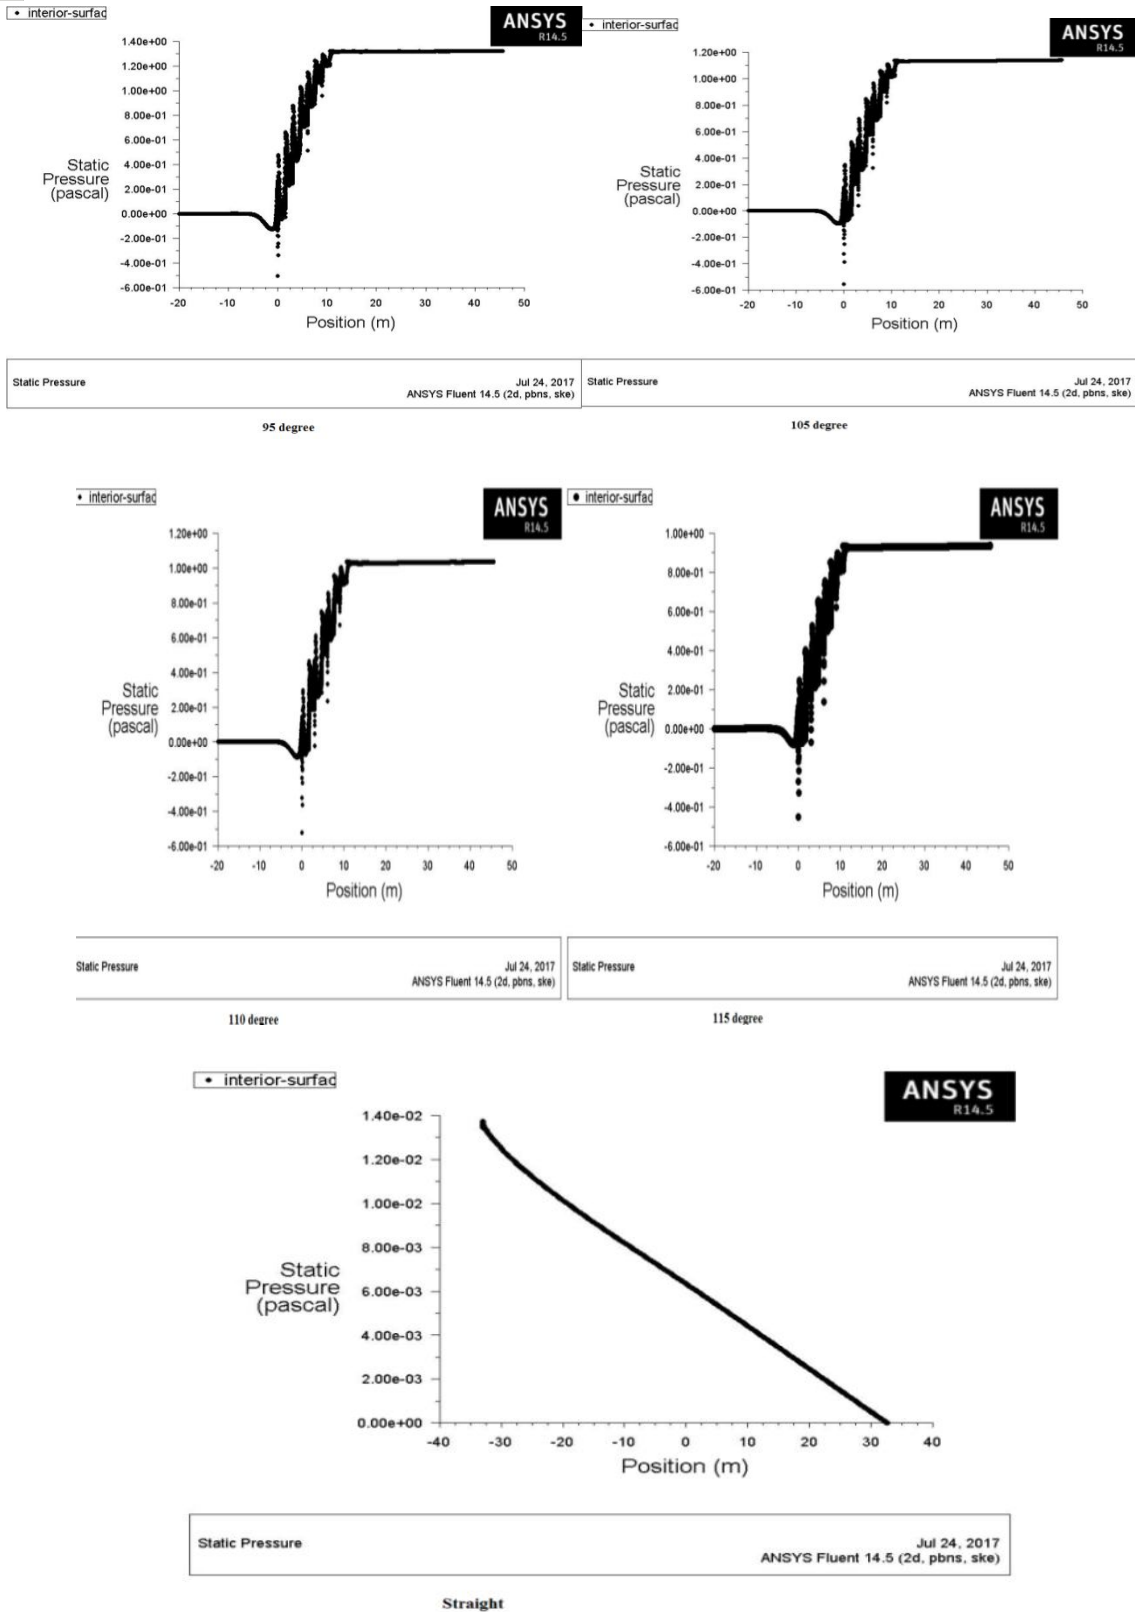 interior-surfac
ANSYS
R14.5
1.40e+00
1.20e+00
1.00e+00
8.00e-01
6.00e-01
4.00e-01
2.00e-01
0.00e+00
-2.00e-01
-4.00e-01
-6.00e-01
Static
Pressure
(pascal)
-20
-10
0
10
20
30
40
50
Position (m)
Static Pressure
Jul 24, 2017
ANSYS Fluent 14.5 (2d, pbns, ske)
95 degree
interior-surfac
ANSYS
R14.5
1.20e+00
1.00e+00
8.00e-01
6.00e-01
4.00e-01
2.00e-01
0.00e+00
-2.00e-01
-4.00e-01
-6.00e-01
Static
Pressure
(pascal)
-20
-10
0
10
20
30
40
50
Position (m)
Static Pressure
Jul 24, 2017
ANSYS Fluent 14.5 (2d, pbns, ske)
105 degree
interior-surfac
ANSYS
R14.5
1.20e+00
1.00e+00
8.00e-01
6.00e-01
4.00e-01
2.00e-01
0.00e+00
-2.00e-01
-4.00e-01
-6.00e-01
Static
Pressure
(pascal)
-20
-10
0
10
20
30
40
50
Position (m)
Static Pressure
Jul 24, 2017
ANSYS Fluent 14.5 (2d, pbns, ske)
110 degree
interior-surfac
ANSYS
R14.5
1.00e+00
8.00e-01
6.00e-01
4.00e-01
2.00e-01
0.00e+00
-2.00e-01
-4.00e-01
-6.00e-01
Static
Pressure
(pascal)
-20
-10
0
10
20
30
40
50
Position (m)
Static Pressure
Jul 24, 2017
ANSYS Fluent 14.5 (2d, pbns, ske)
115 degree
interior-surfac
ANSYS
R14.5
1.40e-02
1.20e-02
1.00e-02
8.00e-03
6.00e-03
4.00e-03
2.00e-03
0.00e+00
Static
Pressure
(pascal)
-40
-30
-20
-10
0
10
20
30
40
Position (m)
Static Pressure
Jul 24, 2017
ANSYS Fluent 14.5 (2d, pbns, ske)
Straight